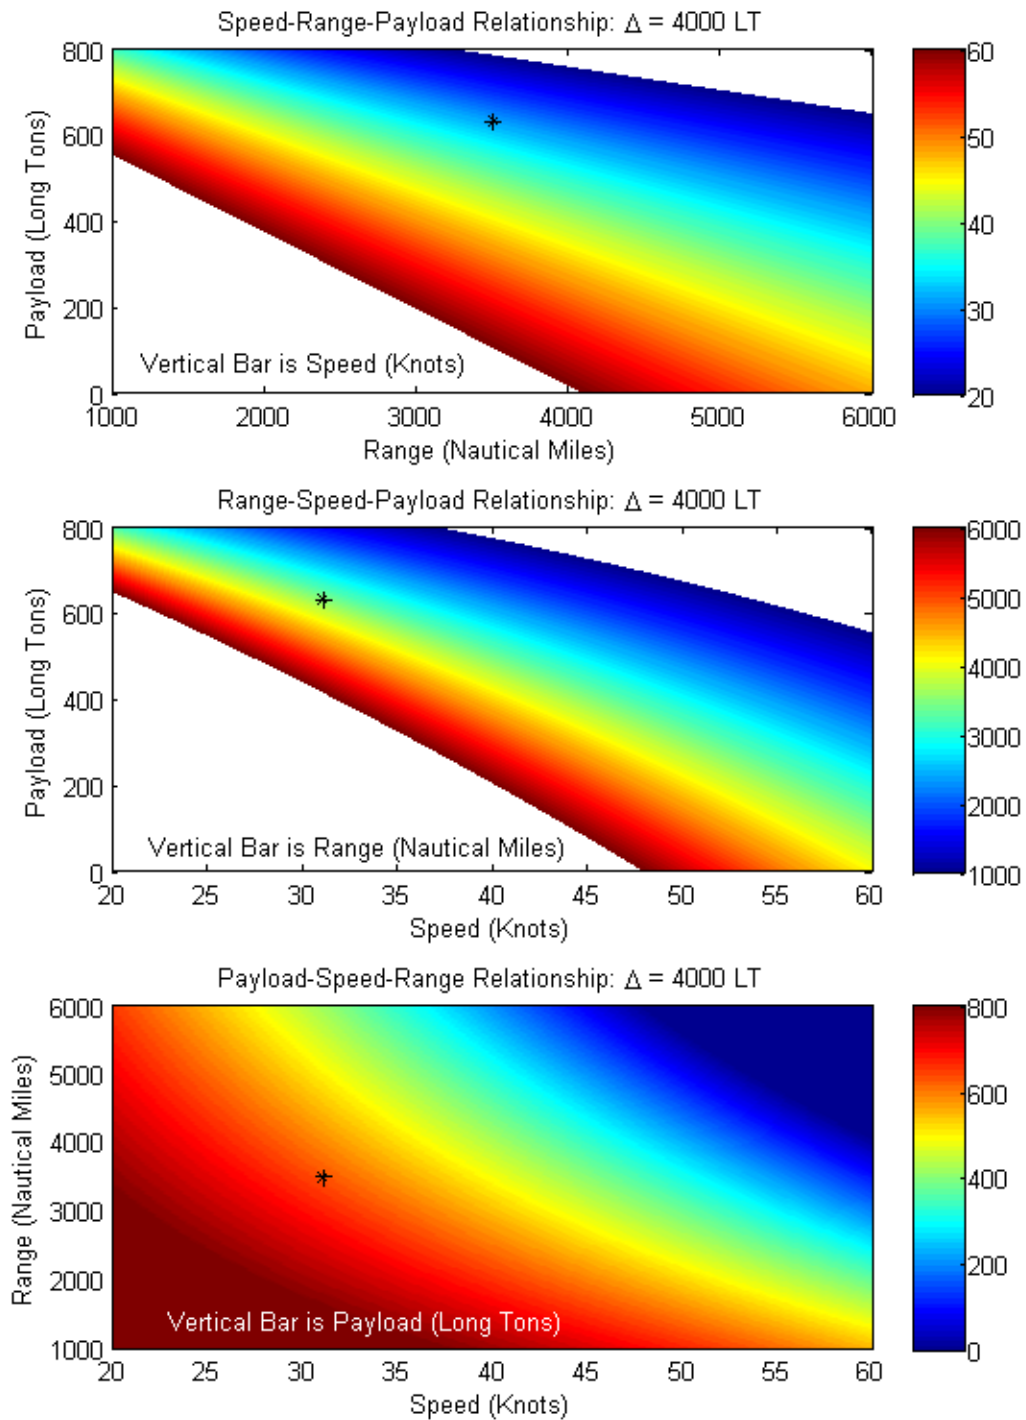 Speed-Range-Payload Relationship: Δ = 4000 LT
800
600
400
200
0
Payload (Long Tons)
Vertical Bar is Speed (Knots)
1000 2000 3000 4000 5000 6000
Range (Nautical Miles)
60
50
40
30
20
Range-Speed-Payload Relationship: Δ = 4000 LT
800
600
400
200
0
Payload (Long Tons)
Vertical Bar is Range (Nautical Miles)
20 25 30 35 40 45 50 55 60
Speed (Knots)
6000
5000
4000
3000
2000
1000
Payload-Speed-Range Relationship: Δ = 4000 LT
6000
5000
4000
3000
2000
1000
Range (Nautical Miles)
Vertical Bar is Payload (Long Tons)
20 25 30 35 40 45 50 55 60
Speed (Knots)
800
600
400
200
0